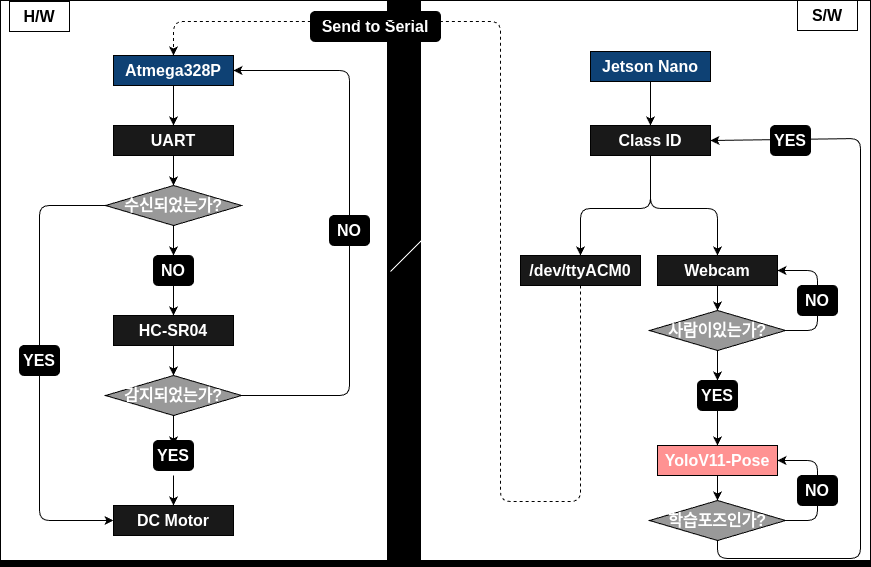 H/W
Send to Serial
S/W
Atmega328P
UART
수신되었는가?
NO
HC-SR04
감지되었는가?
YES
DC Motor
YES
NO
Jetson Nano
Class ID
YES
/dev/ttyACM0
Webcam
NO
사람이있는가?
YES
YoloV11-Pose
NO
학습포즈인가?